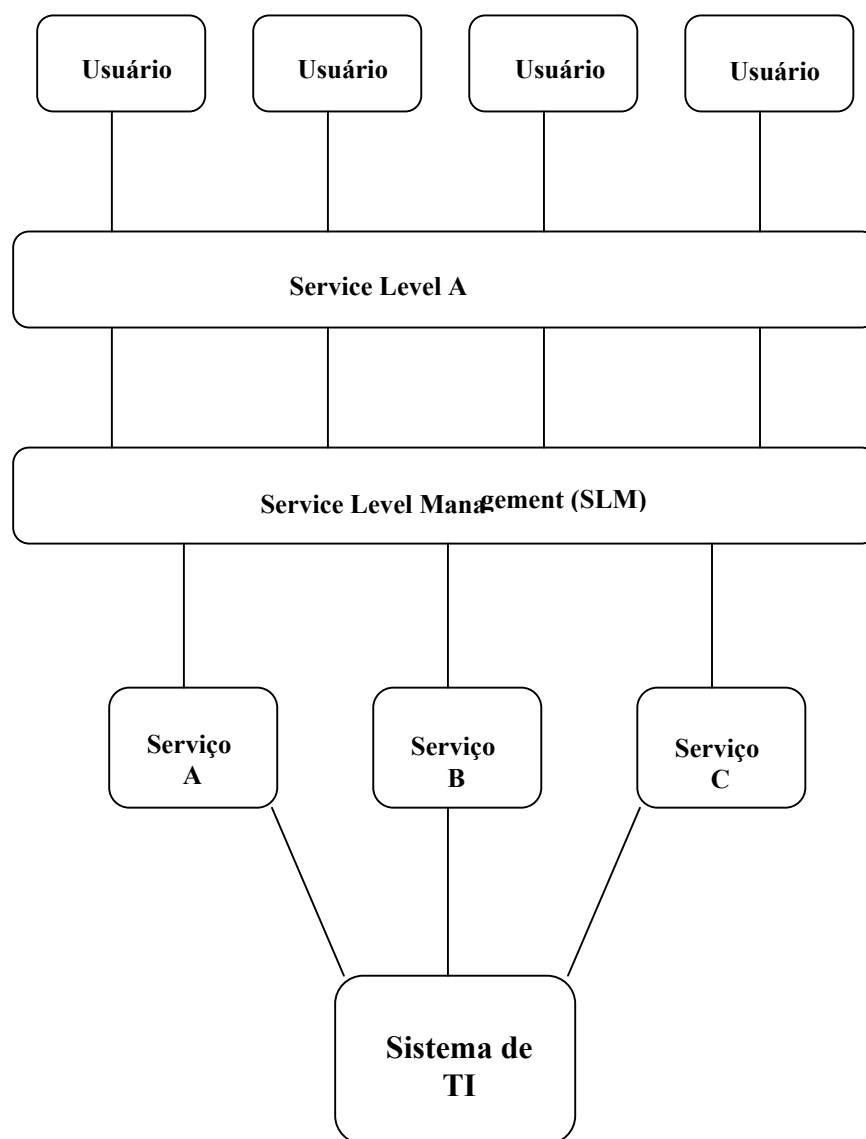 Usuário
Usuário
Usuário
Usuário
Service Level A
Service Level Management (SLM)
Serviço
A
Serviço
B
Serviço
C
Sistema de
TI